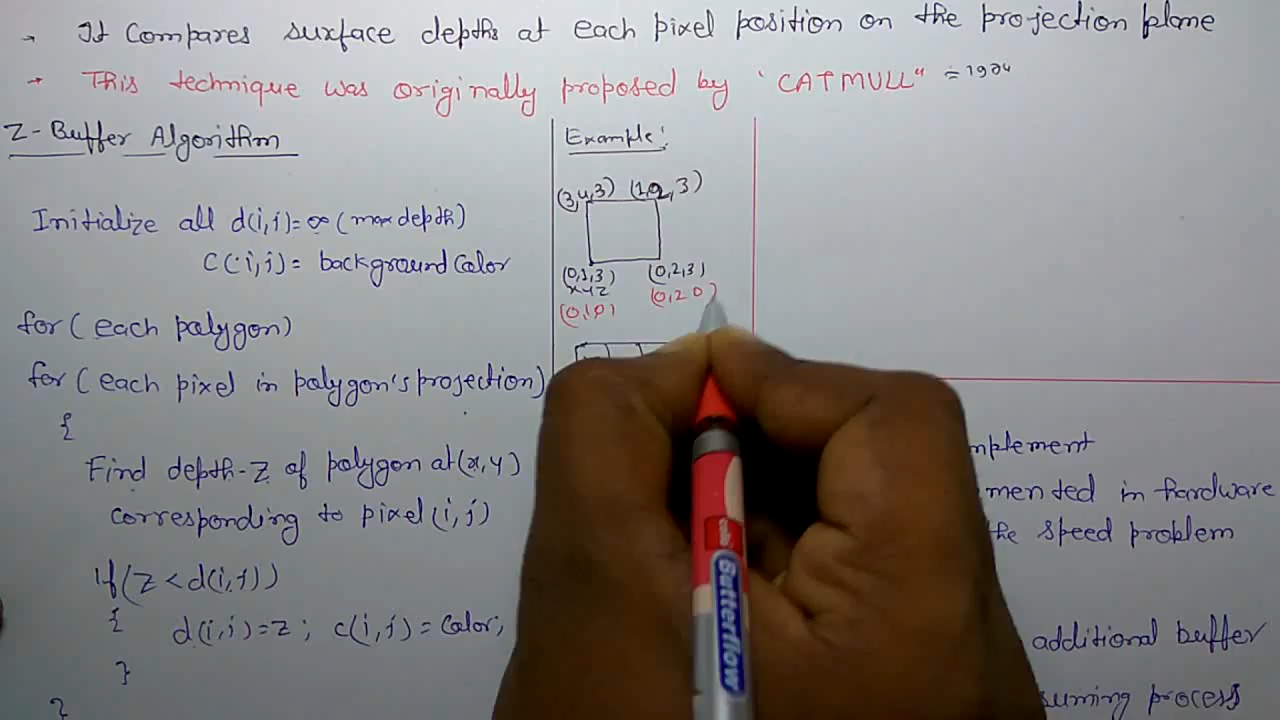 → It compares surface depths at each pixel position on the projection plane
→ This technique was originally proposed by "CATMULL" = 1974
Z-Buffer Algorithm
Initialize all d(i,j)=∞ (max depth)
c(i,j)= background color
for( each polygon)
for( each pixel in polygon's projection)
{
Find depth-Z of polygon at(x,y)
corresponding to pixel(i,j)
If(Z<d(i,j))
{ d(i,j)=Z; c(i,j)=color;
}
}
Example:
(3,4,3) (1,2,3)
(0,1,3) (0,2,3)
x y z
(0,1,0) (0,2 0)
mplement
mented in hardware
the speed problem
additional buffer
suming process
Butterflow